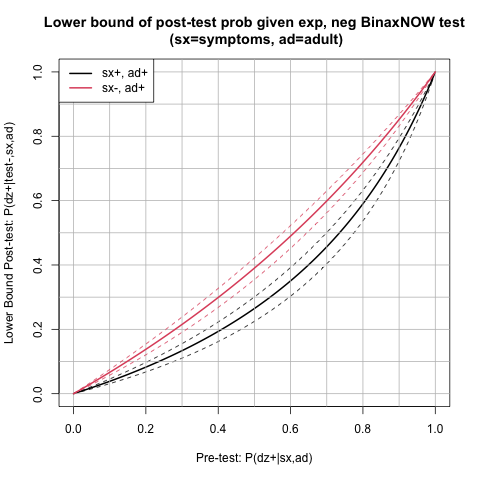 Lower bound of post-test prob given exp, neg BinaxNOW test
(sx=symptoms, ad=adult)
sx+, ad+
sx-, ad+
1.0
0.8
0.6
0.4
0.2
0.0
Lower Bound Post-test: P(dz+|test-,sx,ad)
0.0 0.2 0.4 0.6 0.8 1.0
Pre-test: P(dz+|sx,ad)